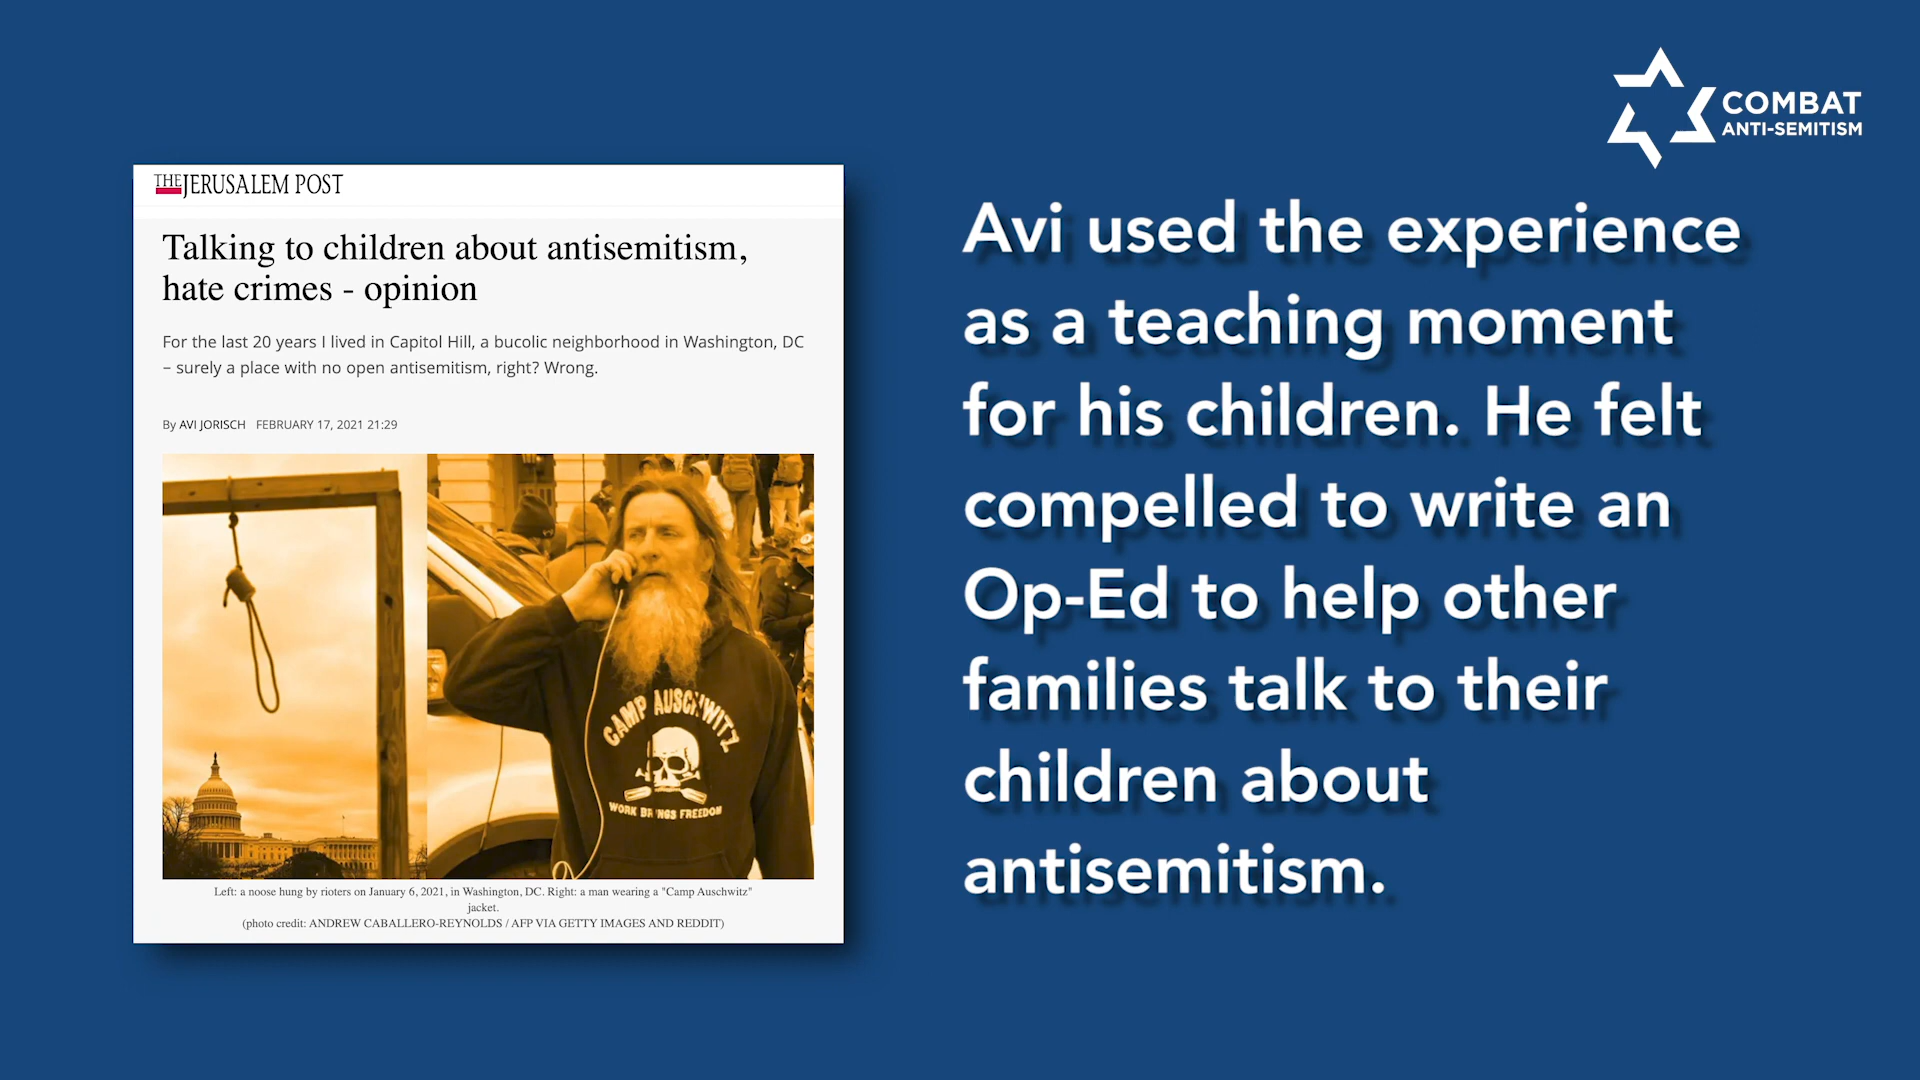 COMBAT
ANTI-SEMITISM
THE JERUSALEM POST
Talking to children about antisemitism,
hate crimes - opinion
For the last 20 years I lived in Capitol Hill, a bucolic neighborhood in Washington, DC
– surely a place with no open antisemitism, right? Wrong.
By AVI JORISCH FEBRUARY 17, 2021 21:29
CAMP AUSCHWITZ
WORK BRINGS FREEDOM
Left: a noose hung by rioters on January 6, 2021, in Washington, DC. Right: a man wearing a "Camp Auschwitz"
jacket.
(photo credit: ANDREW CABALLERO-REYNOLDS / AFP VIA GETTY IMAGES AND REDDIT)
Avi used the experience
as a teaching moment
for his children. He felt
compelled to write an
Op-Ed to help other
families talk to their
children about
antisemitism.